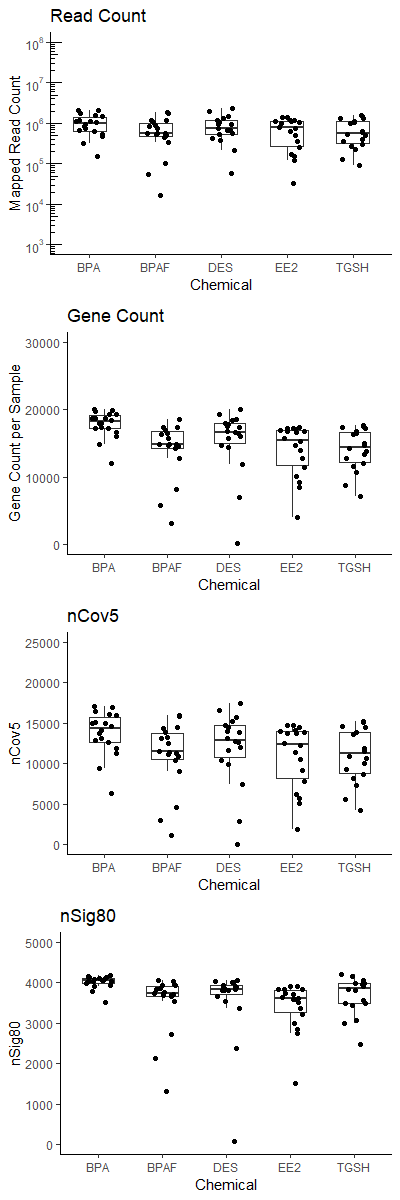 Read Count
10^8
10^7
10^6
10^5
10^4
10^3
Mapped Read Count
BPA BPAF DES EE2 TGSH
Chemical
Gene Count
30000
20000
10000
0
Gene Count per Sample
BPA BPAF DES EE2 TGSH
Chemical
nCov5
25000
20000
15000
10000
5000
0
nCov5
BPA BPAF DES EE2 TGSH
Chemical
nSig80
5000
4000
3000
2000
1000
0
nSig80
BPA BPAF DES EE2 TGSH
Chemical